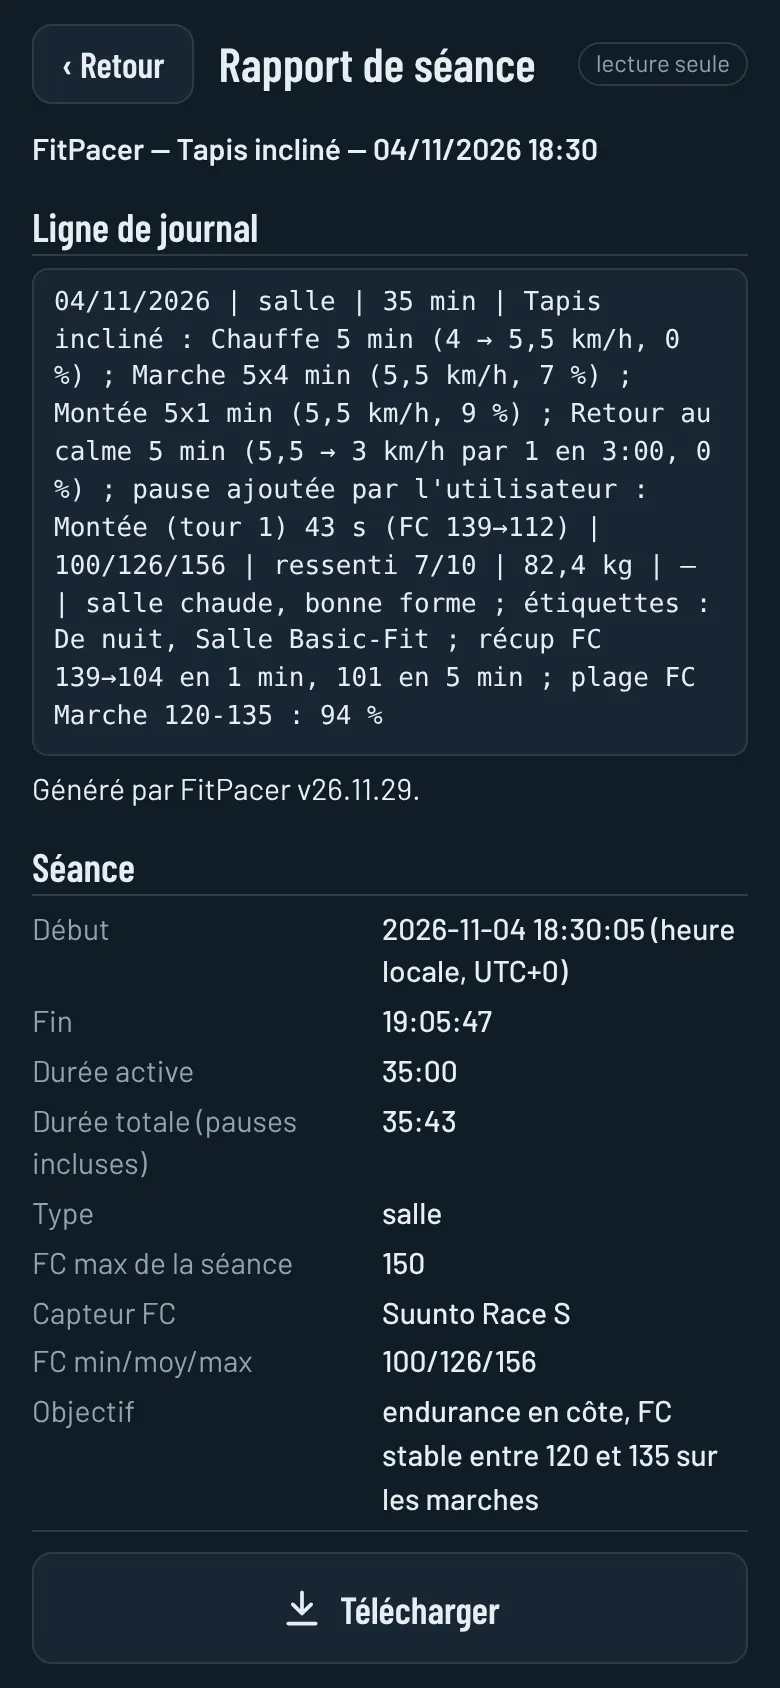 ‹ Retour
Rapport de séance
lecture seule
FitPacer — Tapis incliné — 04/11/2026 18:30
Ligne de journal
04/11/2026 | salle | 35 min | Tapis
incliné : Chauffe 5 min (4 → 5,5 km/h, 0
%) ; Marche 5x4 min (5,5 km/h, 7 %) ;
Montée 5x1 min (5,5 km/h, 9 %) ; Retour au
calme 5 min (5,5 → 3 km/h par 1 en 3:00, 0
%) ; pause ajoutée par l'utilisateur :
Montée (tour 1) 43 s (FC 139→112) |
100/126/156 | ressenti 7/10 | 82,4 kg | —
| salle chaude, bonne forme ; étiquettes :
De nuit, Salle Basic-Fit ; récup FC
139→104 en 1 min, 101 en 5 min ; plage FC
Marche 120-135 : 94 %
Généré par FitPacer v26.11.29.
Séance
Début
2026-11-04 18:30:05 (heure
locale, UTC+0)
Fin
19:05:47
Durée active
35:00
Durée totale (pauses
incluses)
35:43
Type
salle
FC max de la séance
150
Capteur FC
Suunto Race S
FC min/moy/max
100/126/156
Objectif
endurance en côte, FC
stable entre 120 et 135 sur
les marches
Télécharger